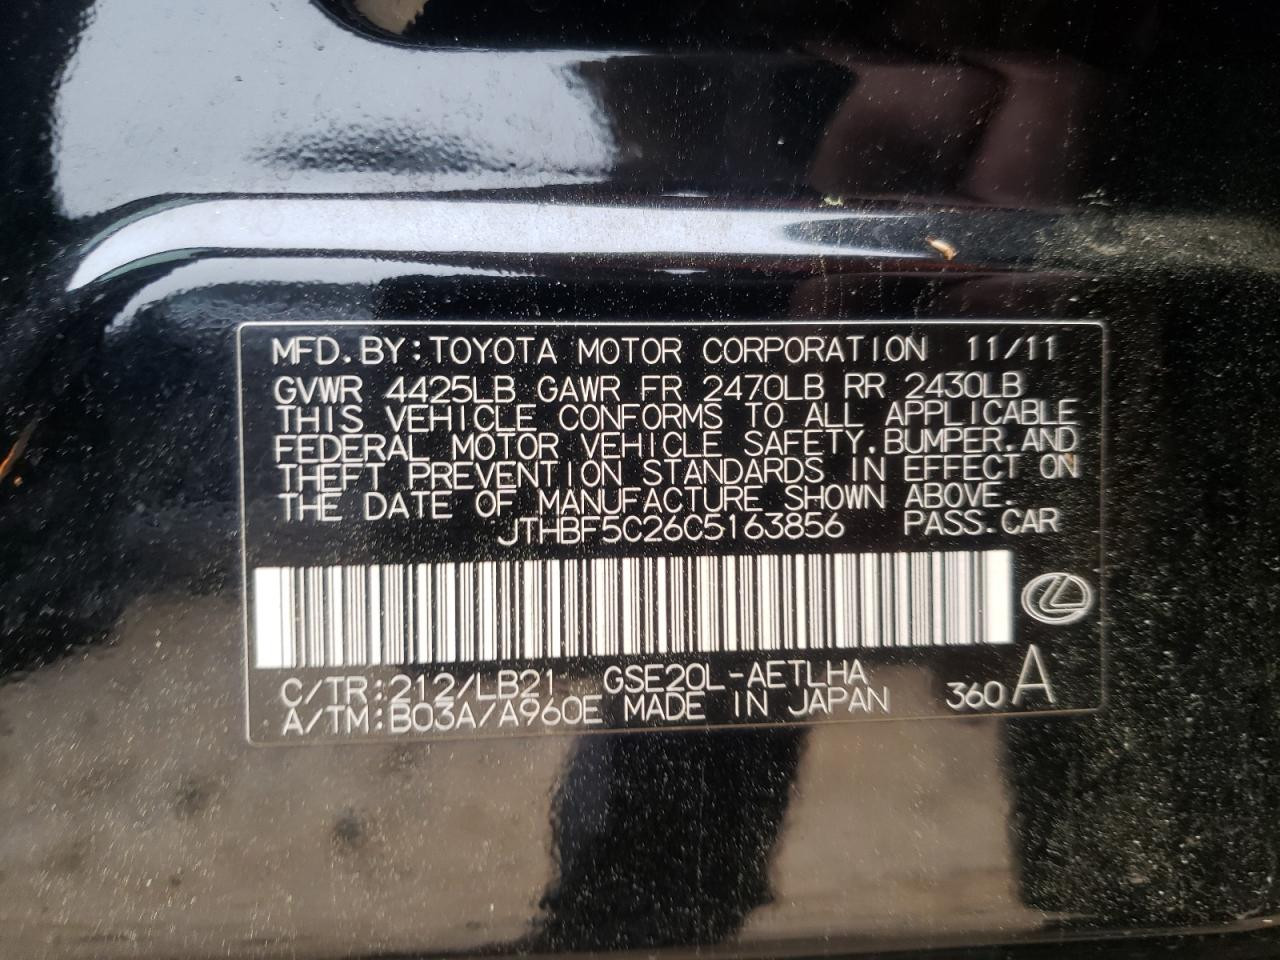 MFD.BY:TOYOTA MOTOR CORPORATION 11/11
GVWR 4425LB GAWR FR 2470LB RR 2430LB
THIS VEHICLE CONFORMS TO ALL APPLICABLE
FEDERAL MOTOR VEHICLE SAFETY,BUMPER,AND
THEFT PREVENTION STANDARDS IN EFFECT ON
THE DATE OF MANUFACTURE SHOWN ABOVE.
JTHBF5C26C5163856 PASS.CAR
C/TR:212/LB21 GSE20L-AETLHA
A/TM:B03A/A960E MADE IN JAPAN 360 A